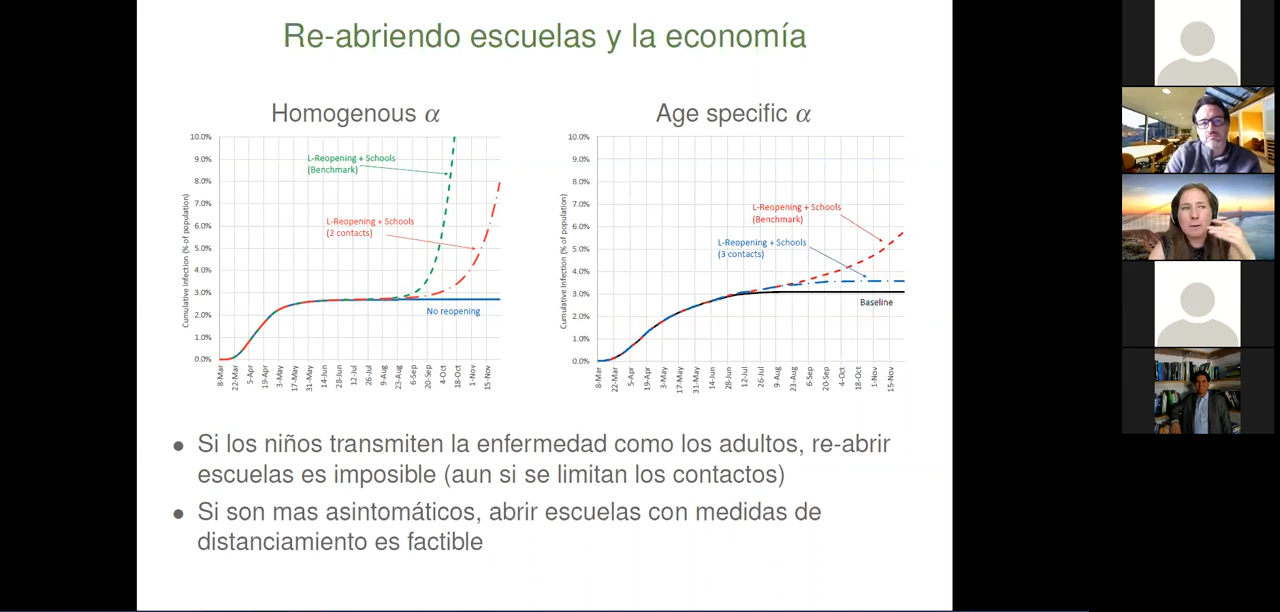 Re-abriendo escuelas y la economía
Homogenous α
10.0%
9.0%
8.0%
7.0%
6.0%
5.0%
4.0%
3.0%
2.0%
1.0%
0.0%
Cumulative Infection (% of population)
L-Reopening + Schools
(Benchmark)
L-Reopening + Schools
(2 contacts)
No reopening
8-Mar
22-Mar
5-Apr
19-Apr
3-May
17-May
31-May
14-Jun
28-Jun
12-Jul
26-Jul
9-Aug
23-Aug
6-Sep
20-Sep
4-Oct
18-Oct
1-Nov
15-Nov
Age specific α
10.0%
9.0%
8.0%
7.0%
6.0%
5.0%
4.0%
3.0%
2.0%
1.0%
0.0%
Cumulative Infection (% of population)
L-Reopening + Schools
(Benchmark)
L-Reopening + Schools
(3 contacts)
Baseline
8-Mar
22-Mar
5-Apr
19-Apr
3-May
17-May
31-May
14-Jun
28-Jun
12-Jul
26-Jul
9-Aug
23-Aug
6-Sep
20-Sep
4-Oct
18-Oct
1-Nov
15-Nov
● Si los niños transmiten la enfermedad como los adultos, re-abrir
escuelas es imposible (aun si se limitan los contactos)
● Si son mas asintomáticos, abrir escuelas con medidas de
distanciamiento es factible